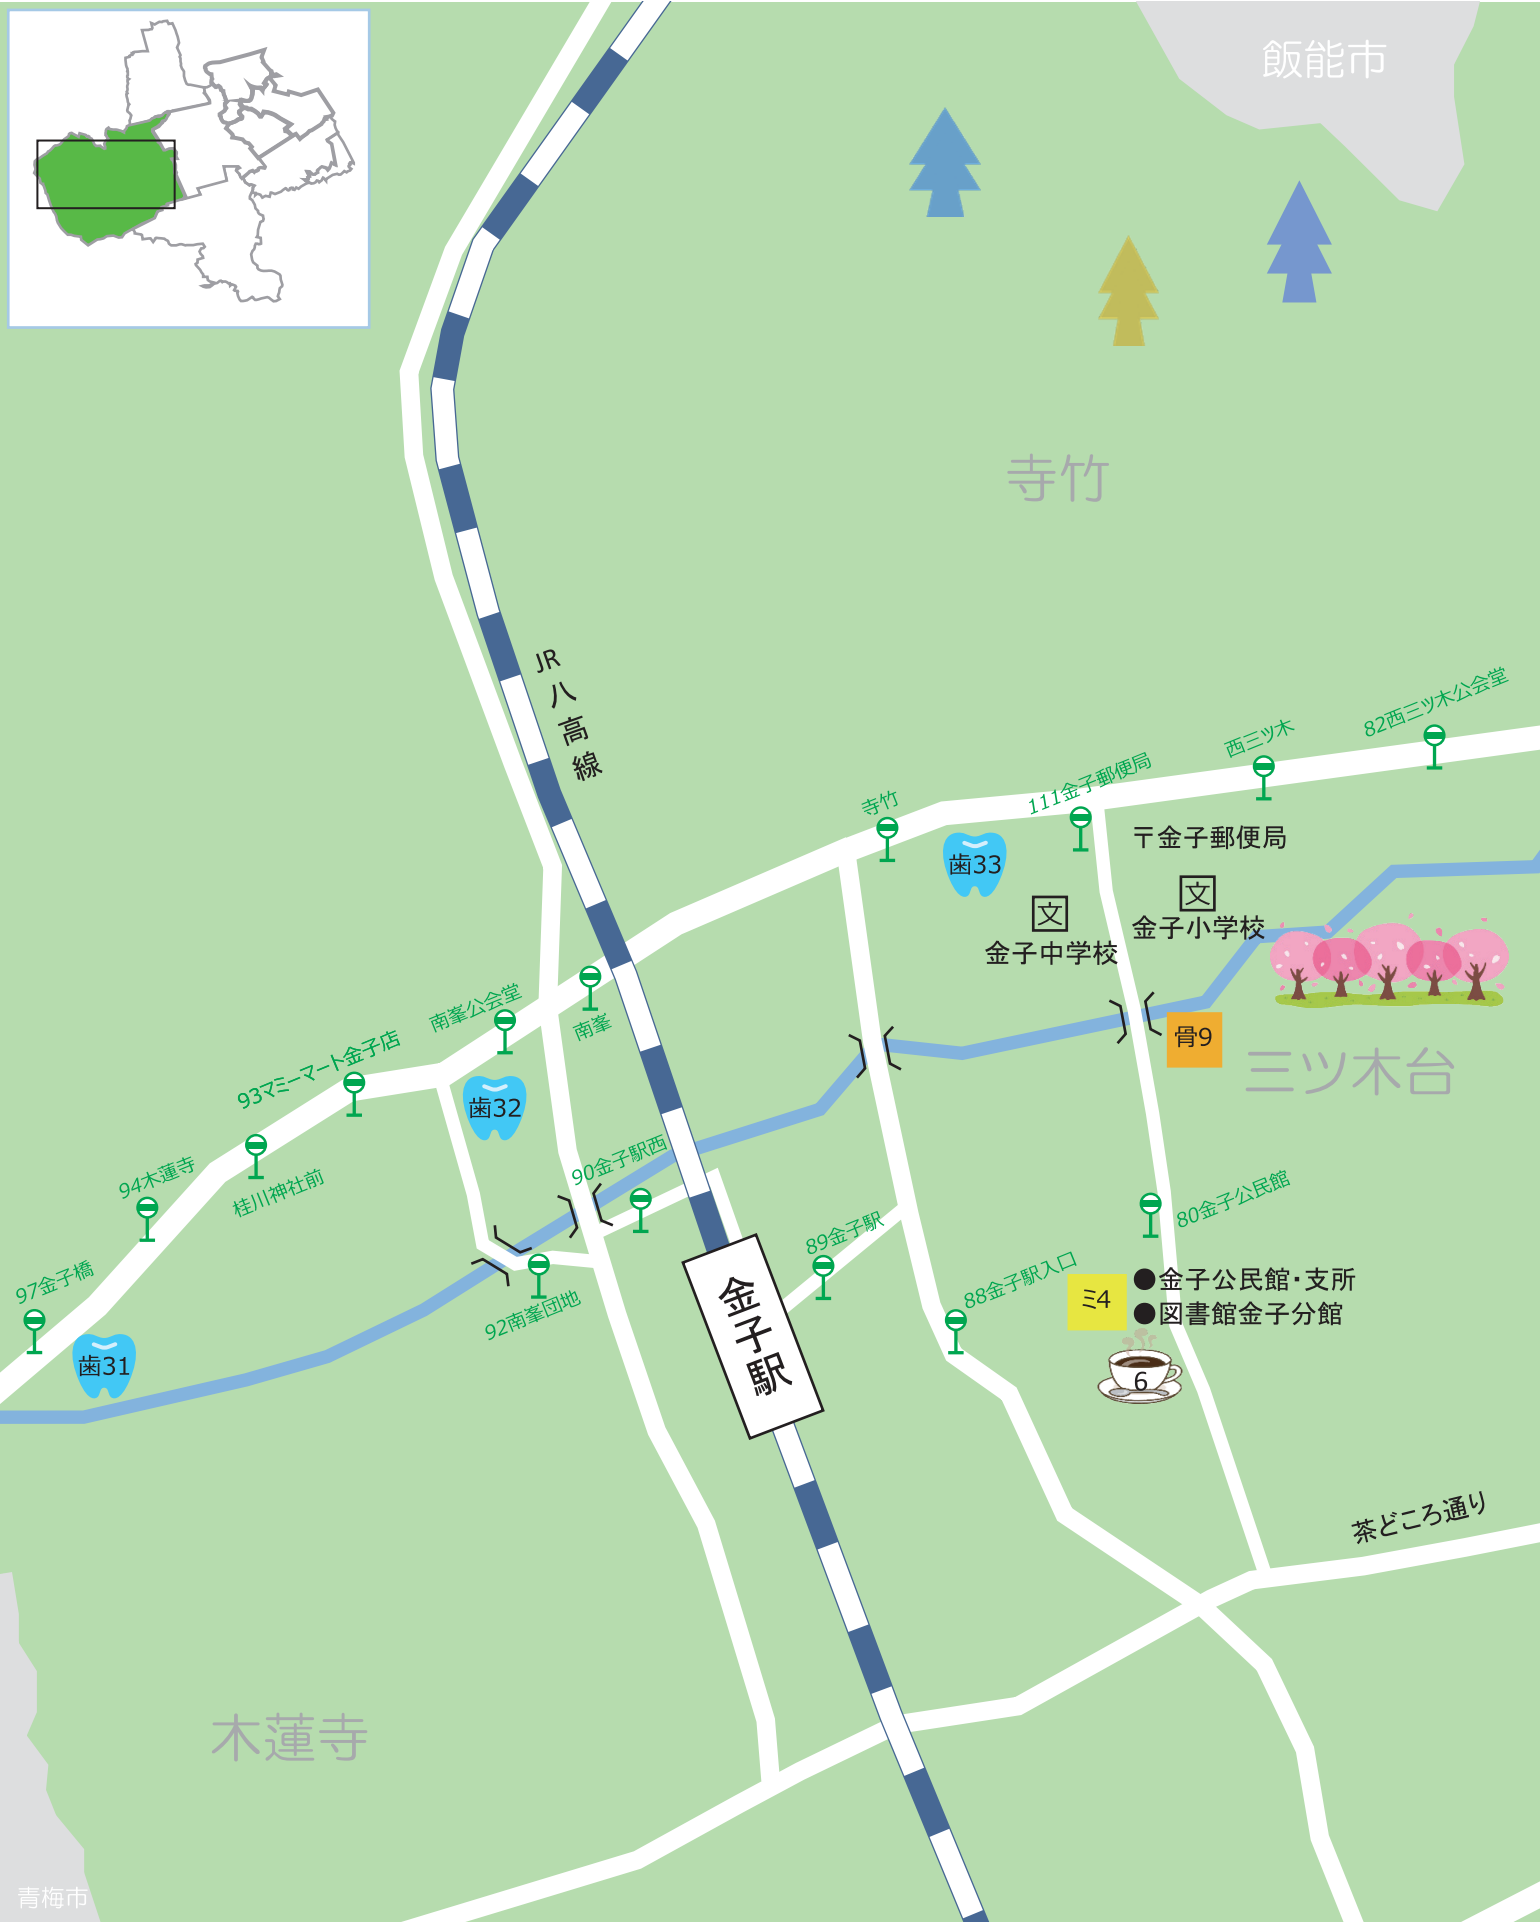 飯能市
寺竹
JR
八高線
82西三ツ木公会堂
西三ツ木
111金子郵便局
寺竹
〒金子郵便局
歯33
文
金子小学校
文
金子中学校
南峯公会堂
南峯
93マミーマート金子店
骨9
三ツ木台
歯32
90金子駅西
94木蓮寺
桂川神社前
80金子公民館
89金子駅
88金子駅入口
97金子橋
92南峯団地
金子駅
ミ4
●金子公民館・支所
●図書館金子分館
歯31
6
茶どころ通り
木蓮寺
青梅市